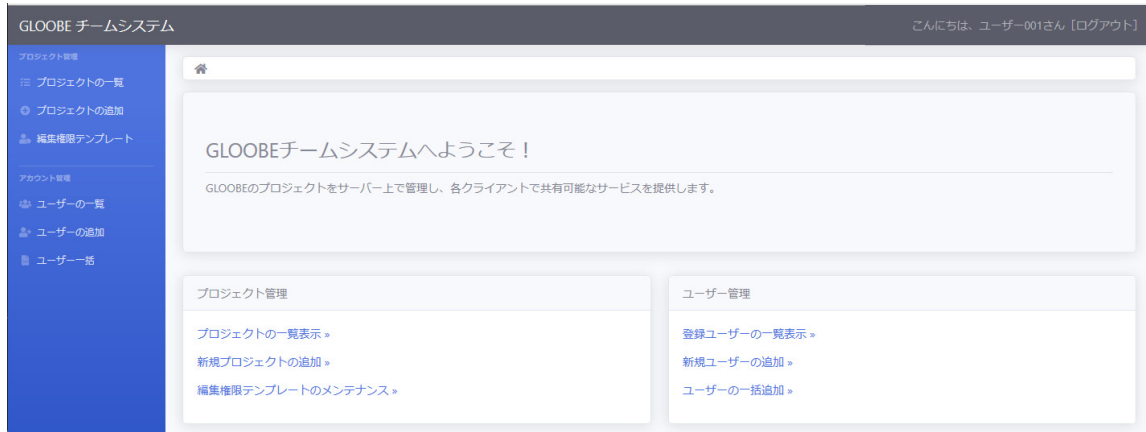 GLOOBE チームシステム
こんにちは、ユーザー001さん [ログアウト]
プロジェクト管理
プロジェクトの一覧
プロジェクトの追加
編集権限テンプレート
アカウント管理
ユーザーの一覧
ユーザーの追加
ユーザー一括
GLOOBEチームシステムへようこそ！
GLOOBEのプロジェクトをサーバー上で管理し、各クライアントで共有可能なサービスを提供します。
プロジェクト管理
プロジェクトの一覧表示 »
新規プロジェクトの追加 »
編集権限テンプレートのメンテナンス »
ユーザー管理
登録ユーザーの一覧表示 »
新規ユーザーの追加 »
ユーザーの一括追加 »